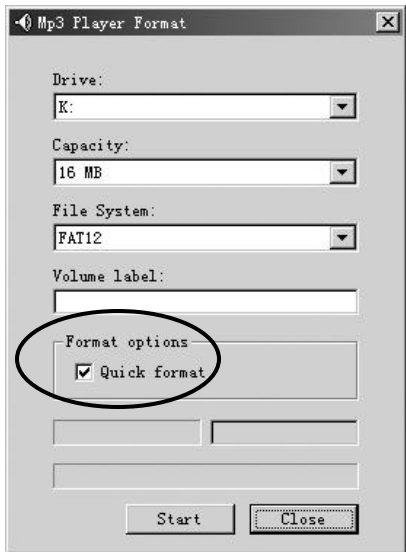 Mp3 Player Format
Drive:
K:
Capacity:
16 MB
File System:
FAT12
Volume label:
Format options
Quick format
Start
Close